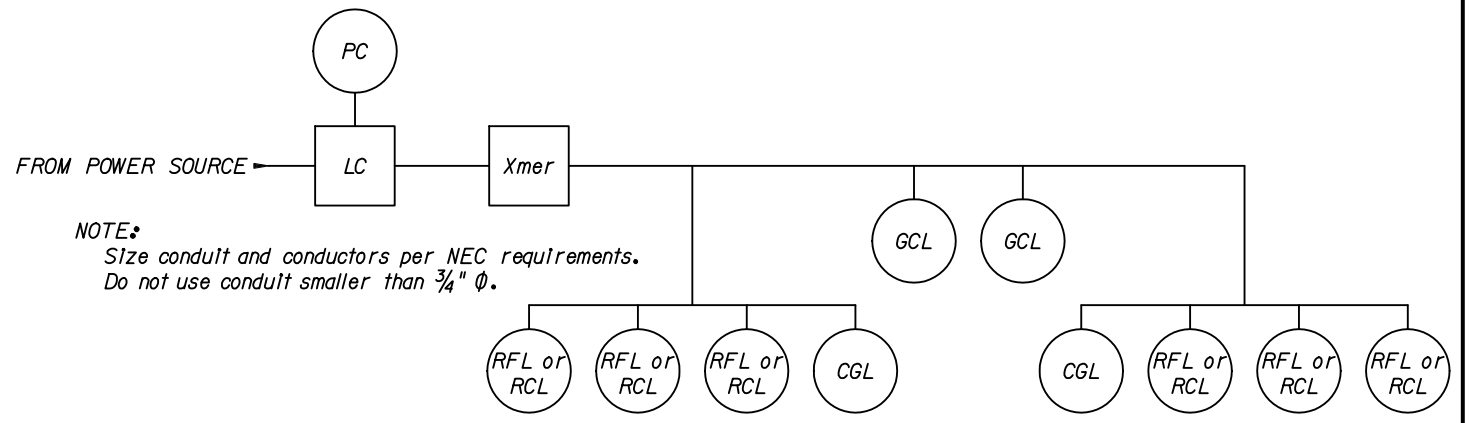 PC
FROM POWER SOURCE
LC
Xmer
NOTE:
Size conduit and conductors per NEC requirements.
Do not use conduit smaller than ¾" ϕ.
GCL
GCL
RFL or
RCL
RFL or
RCL
RFL or
RCL
CGL
CGL
RFL or
RCL
RFL or
RCL
RFL or
RCL